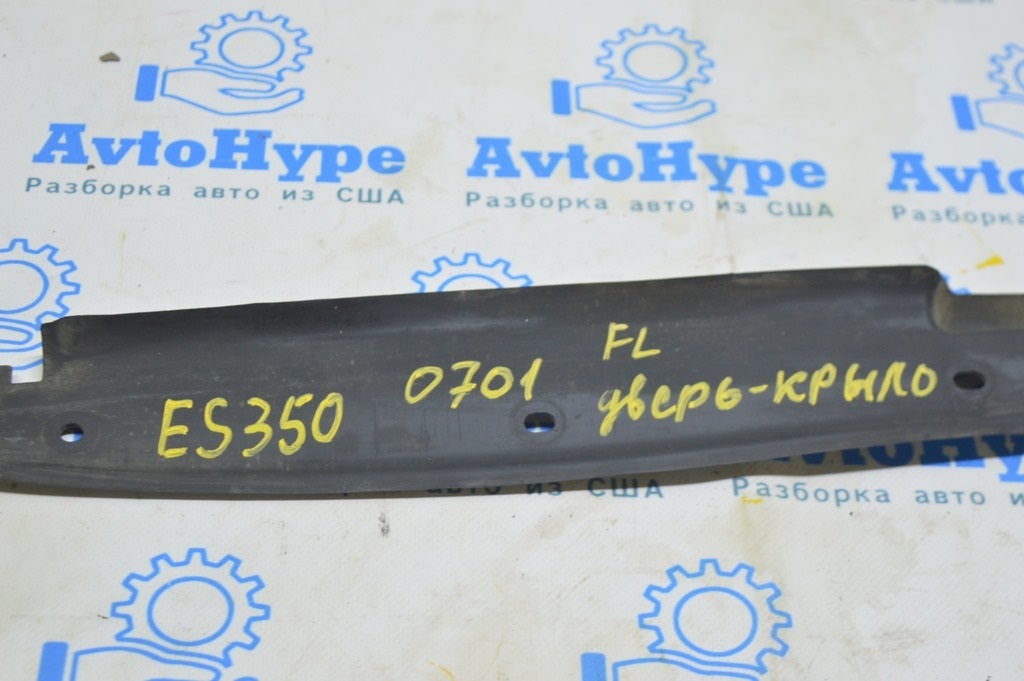 AvtoHype AvtoHype Avto
Разборка авто из США Разборка авто из США Разборка
FL
ES350 0701 дверь-крыло
авто из США Разборка авто из